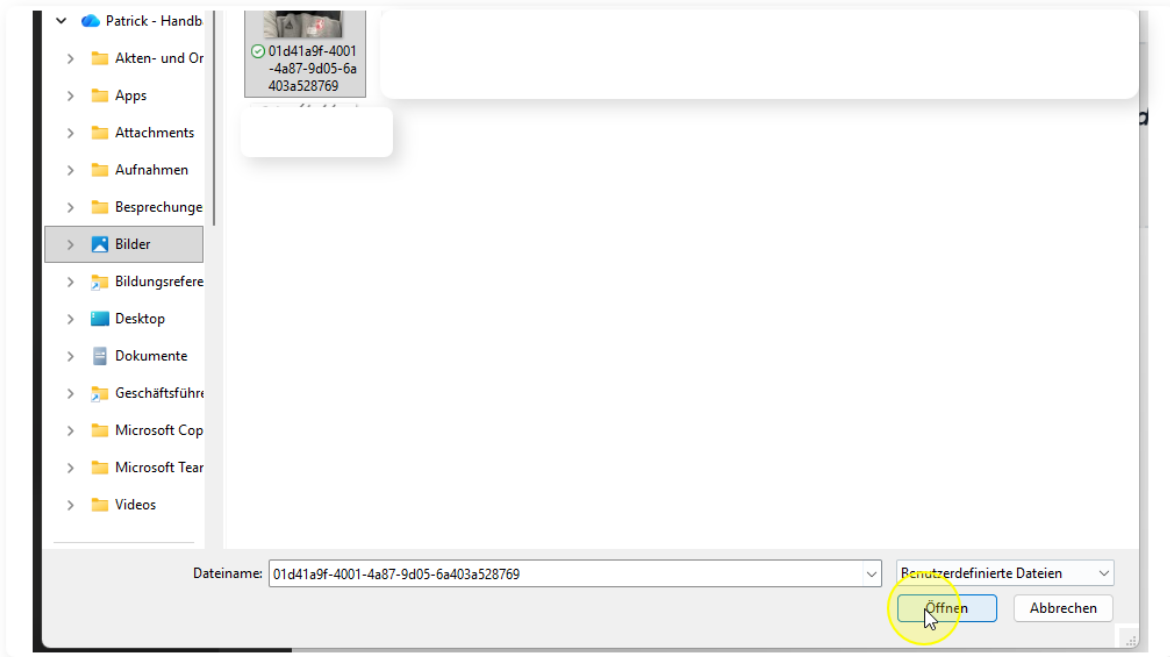 Patrick - Handb
Akten- und Or
Apps
Attachments
Aufnahmen
Besprechunge
Bilder
Bildungsrefere
Desktop
Dokumente
Geschäftsführe
Microsoft Cop
Microsoft Tear
Videos
01d41a9f-4001
-4a87-9d05-6a
403a528769
d
Dateiname: 01d41a9f-4001-4a87-9d05-6a403a528769
Benutzerdefinierte Dateien
Öffnen Abbrechen